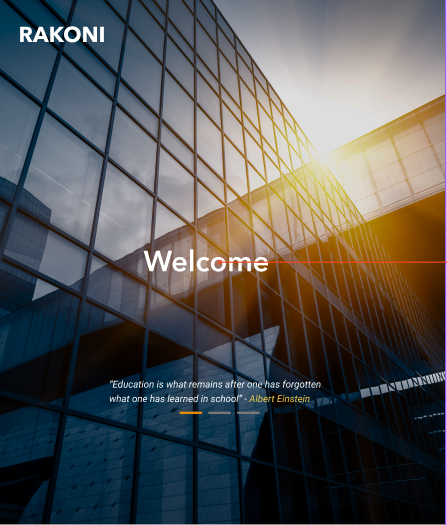 RAKONI
Welcome
"Education is what remains after one has forgotten
what one has learned in school" - Albert Einstein